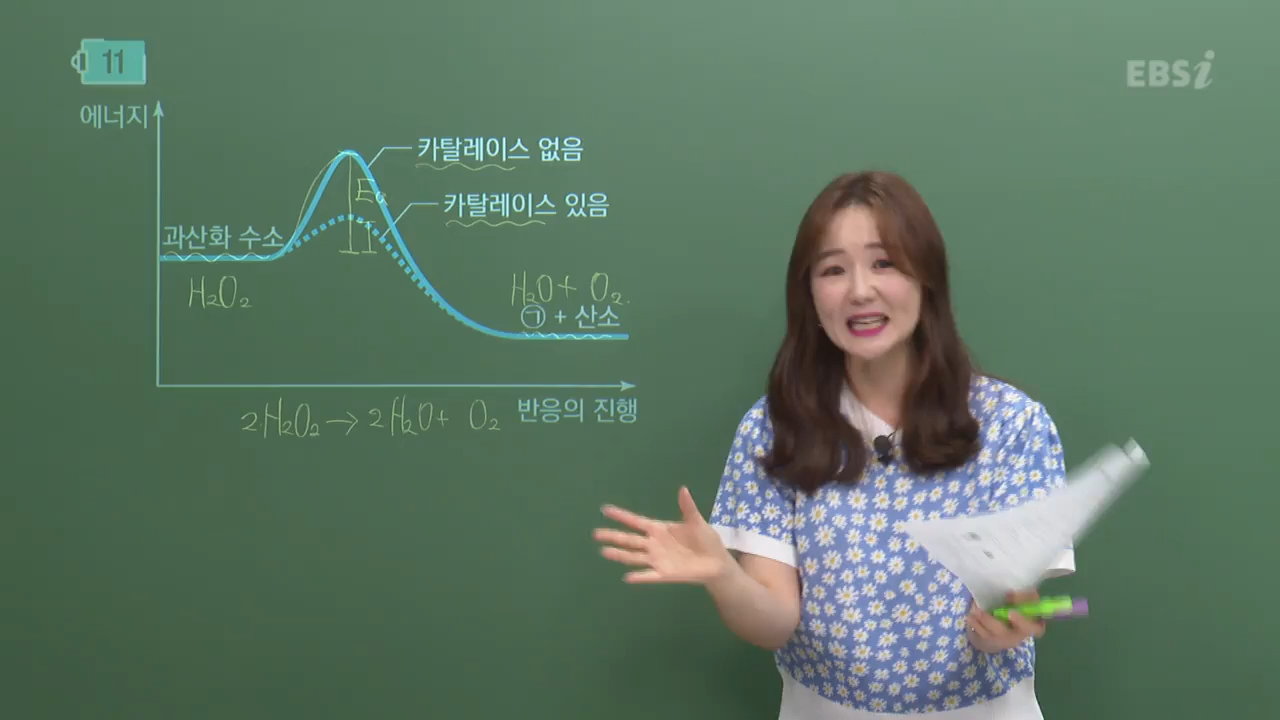 11
EBSi
에너지
카탈레이스 없음
Ea
카탈레이스 있음
과산화 수소
H₂O₂
H₂O + O₂
㉠ + 산소
2H₂O₂ → 2H₂O + O₂
반응의 진행